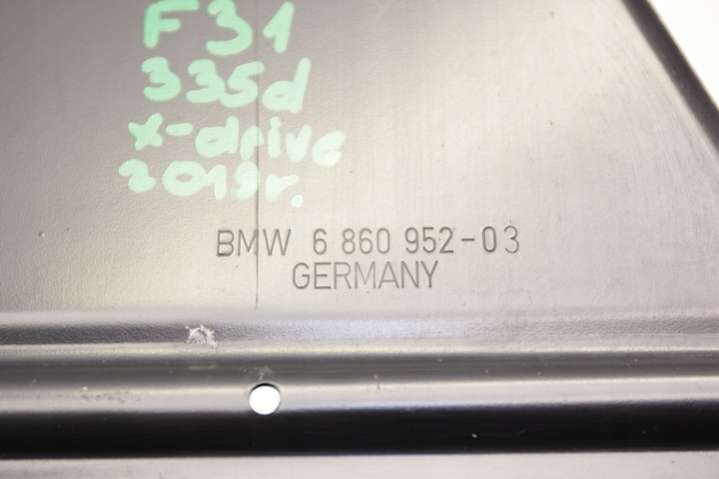 F31
335d
x-drive
2019r.
BMW 6 860 952-03
GERMANY